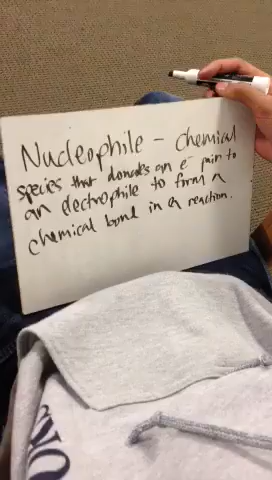 Nucleophile - Chemical
species that donates an e⁻ pair to
an electrophile to form a
chemical bond in a reaction.